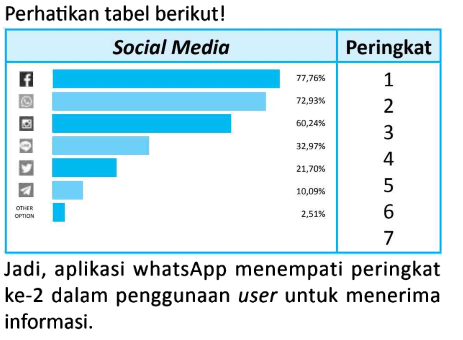 Perhatikan tabel berikut!
Social Media Peringkat
77,76% 1
72,93% 2
60,24% 3
32,97% 4
21,70% 5
10,09% 6
OTHER OPTION 2,51% 7
Jadi, aplikasi whatsApp menempati peringkat
ke-2 dalam penggunaan user untuk menerima
informasi.